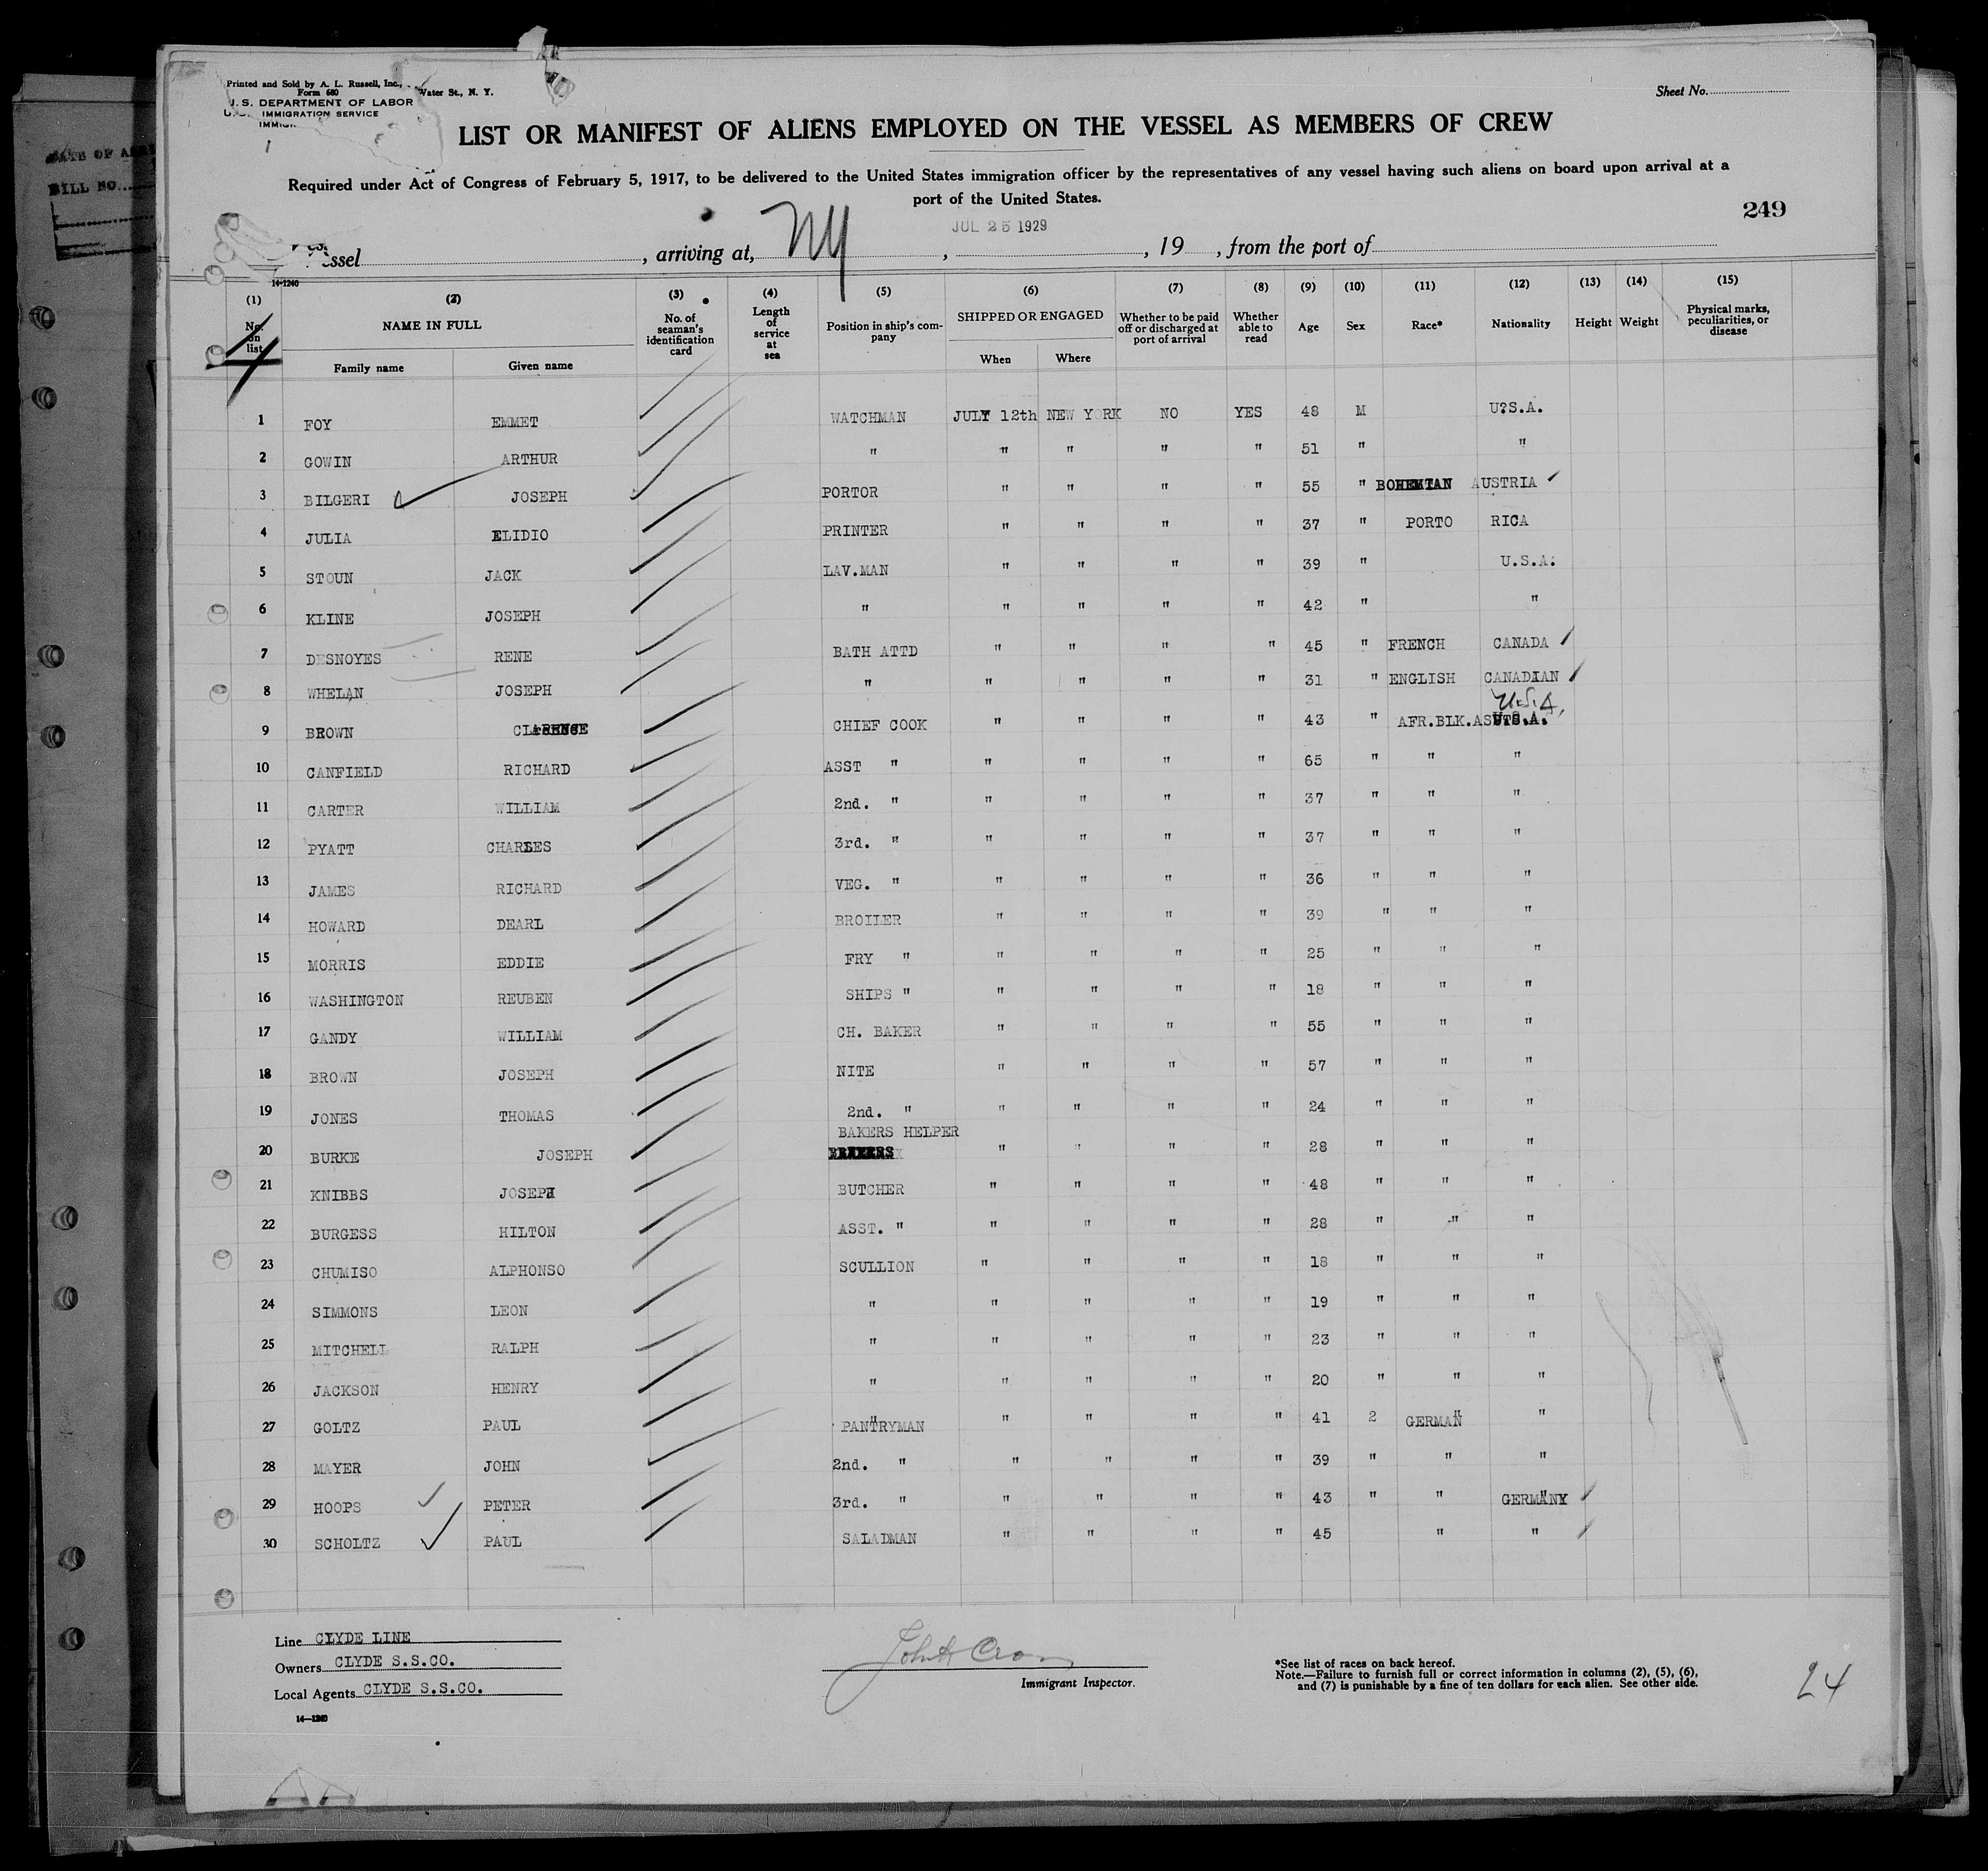 Printed and Sold by A. L. Russell, Inc., Water St., N. Y.
Form 680
U. S. DEPARTMENT OF LABOR
IMMIGRATION SERVICE
Sheet No.
LIST OR MANIFEST OF ALIENS EMPLOYED ON THE VESSEL AS MEMBERS OF CREW
Required under Act of Congress of February 5, 1917, to be delivered to the United States immigration officer by the representatives of any vessel having such aliens on board upon arrival at a
port of the United States.
249
JUL 25 1929
ssel , arriving at, NY , , 19 , from the port of
14-1240
(1) (2) (3) (4) (5) (6) (7) (8) (9) (10) (11) (12) (13) (14) (15)
No. on list NAME IN FULL Family name Given name No. of seaman's identification card Length of service at sea Position in ship's company SHIPPED OR ENGAGED When Where Whether to be paid off or discharged at port of arrival Whether able to read Age Sex Race* Nationality Height Weight Physical marks, peculiarities, or disease
1 FOY EMMET WATCHMAN JULY 12th NEW YORK NO YES 48 M U?S.A.
2 GOWIN ARTHUR " " " " " 51 " "
3 BILGERI JOSEPH PORTOR " " " " 55 " BOHEMIAN AUSTRIA
4 JULIA ELIDIO PRINTER " " " " 37 " PORTO RICA
5 STOUN JACK LAV.MAN " " " " 39 " U.S.A.
6 KLINE JOSEPH " " " " " 42 " "
7 DESNOYES RENE BATH ATTD " " " " 45 " FRENCH CANADA
8 WHELAN JOSEPH " " " " " 31 " ENGLISH CANADIAN
U.S.A.
9 BROWN CLARENCE CHIEF COOK " " " " 43 " AFR.BLK. U.S.A.
10 CANFIELD RICHARD ASST " " " " " 65 " " "
11 CARTER WILLIAM 2nd. " " " " " 37 " " "
12 PYATT CHARLES 3rd. " " " " " 37 " " "
13 JAMES RICHARD VEG. " " " " " 36 " " "
14 HOWARD DEARL BROILER " " " " 39 " " "
15 MORRIS EDDIE FRY " " " " " 25 " " "
16 WASHINGTON REUBEN SHIPS " " " " " 18 " " "
17 GANDY WILLIAM CH. BAKER " " " " 55 " " "
18 BROWN JOSEPH NITE " " " " 57 " " "
19 JONES THOMAS 2nd. " " " " " 24 " " "
BAKERS HELPER
20 BURKE JOSEPH " " " " 28 " " "
21 KNIBBS JOSEPH BUTCHER " " " " 48 " " "
22 BURGESS HILTON ASST. " " " " " 28 " " "
23 CHUMISO ALPHONSO SCULLION " " " " 18 " " "
24 SIMMONS LEON " " " " " 19 " " "
25 MITCHELL RALPH " " " " " 23 " " "
26 JACKSON HENRY " " " " " 20 " " "
27 GOLTZ PAUL PANTRYMAN " " " " 41 2 GERMAN "
28 MAYER JOHN 2nd. " " " " " 39 " " "
29 HOOPS PETER 3rd. " " " " " 43 " " GERMANY
30 SCHOLTZ PAUL SALADMAN " " " " 45 " "
Line CLYDE LINE
Owners CLYDE S.S.CO.
Local Agents CLYDE S.S.CO.
14—1240
Immigrant Inspector.
*See list of races on back hereof.
Note.—Failure to furnish full or correct information in columns (2), (5), (6),
and (7) is punishable by a fine of ten dollars for each alien. See other side.
24
BILL NO.